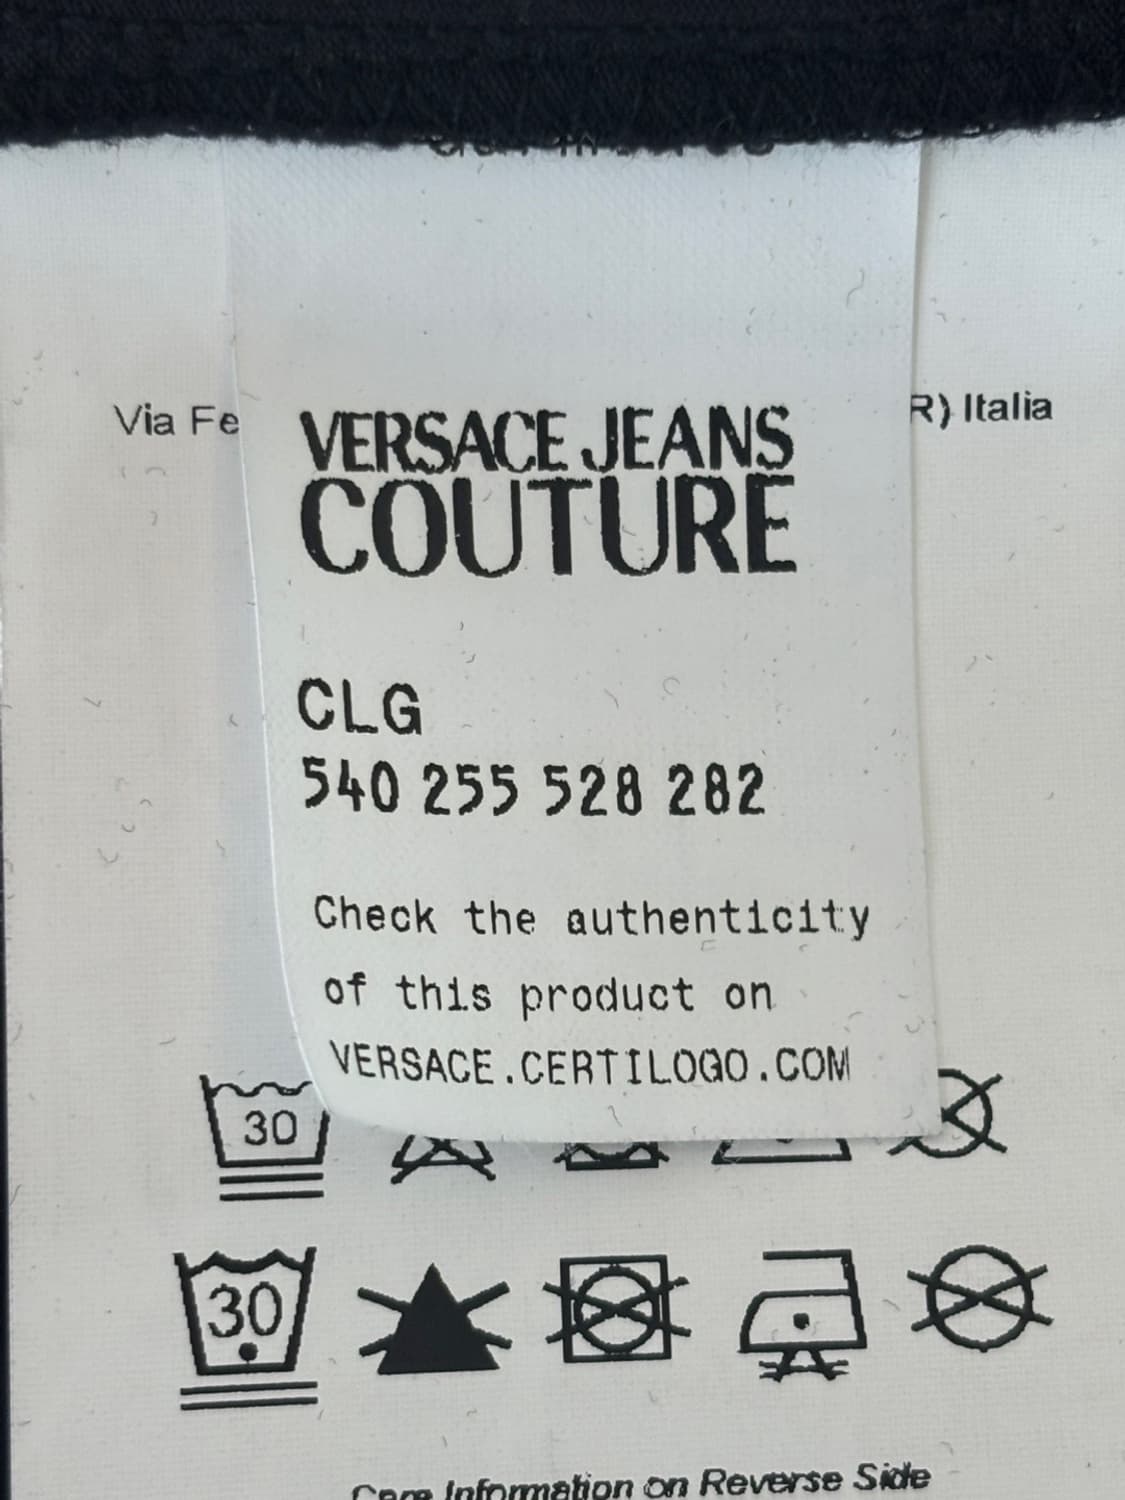 Via Fe
R) Italia
VERSACE JEANS
COUTURE
CLG
540 255 528 282
Check the authenticity
of this product on
VERSACE.CERTILOGO.COM
30
30
Care Information on Reverse Side